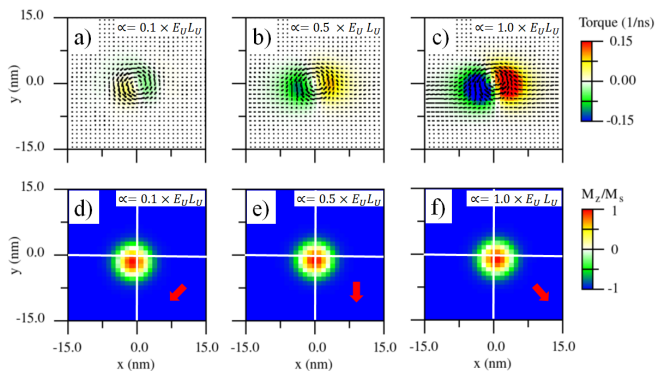 Torque (1/ns)
a) ∝= 0.1 × E_U L_U
b) ∝= 0.5 × E_U L_U
c) ∝= 1.0 × E_U L_U
15.0
0.0
-15.0
y (nm)
0.15
0.00
-0.15
d) ∝= 0.1 × E_U L_U
e) ∝= 0.5 × E_U L_U
f) ∝= 1.0 × E_U L_U
M_z/M_s
15.0
0.0
-15.0
y (nm)
1
0
-1
-15.0 0.0 15.0
-15.0 0.0 15.0
-15.0 0.0 15.0
x (nm)
x (nm)
x (nm)